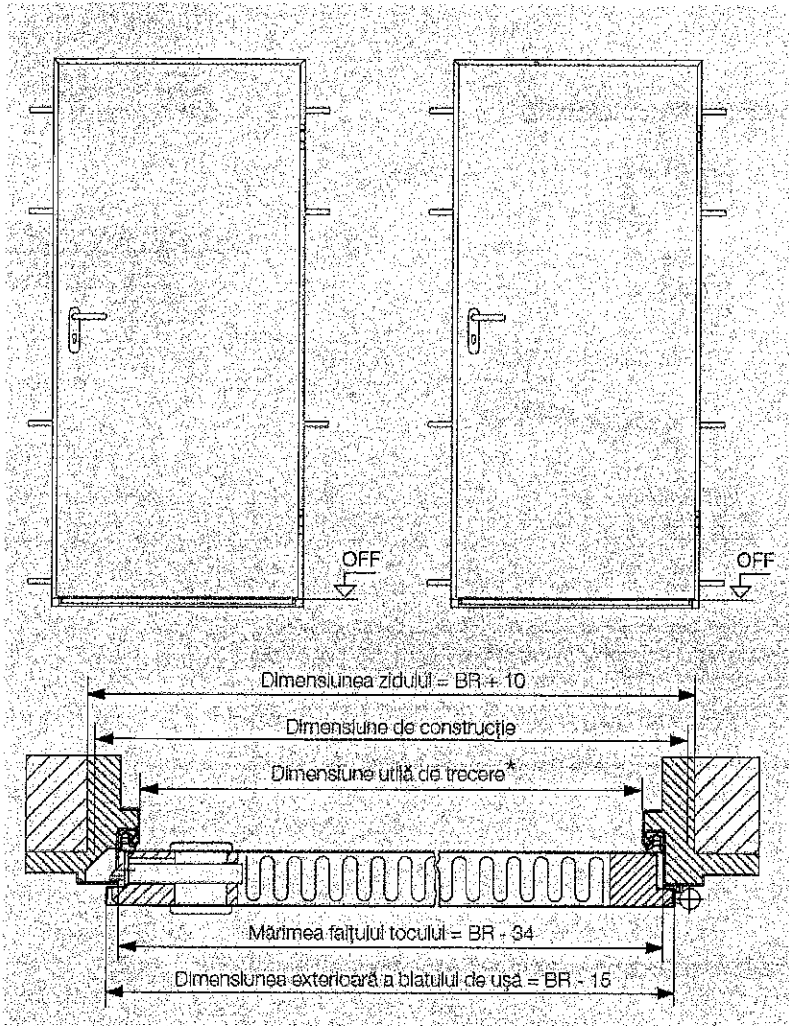 OFF
OFF
Dimensiunea zidului = BR + 10
Dimensiune de construcție
Dimensiune utilă de trecere*
Mărimea falțului tocului = BR - 34
Dimensiunea exterioară a blatului de ușă = BR - 15